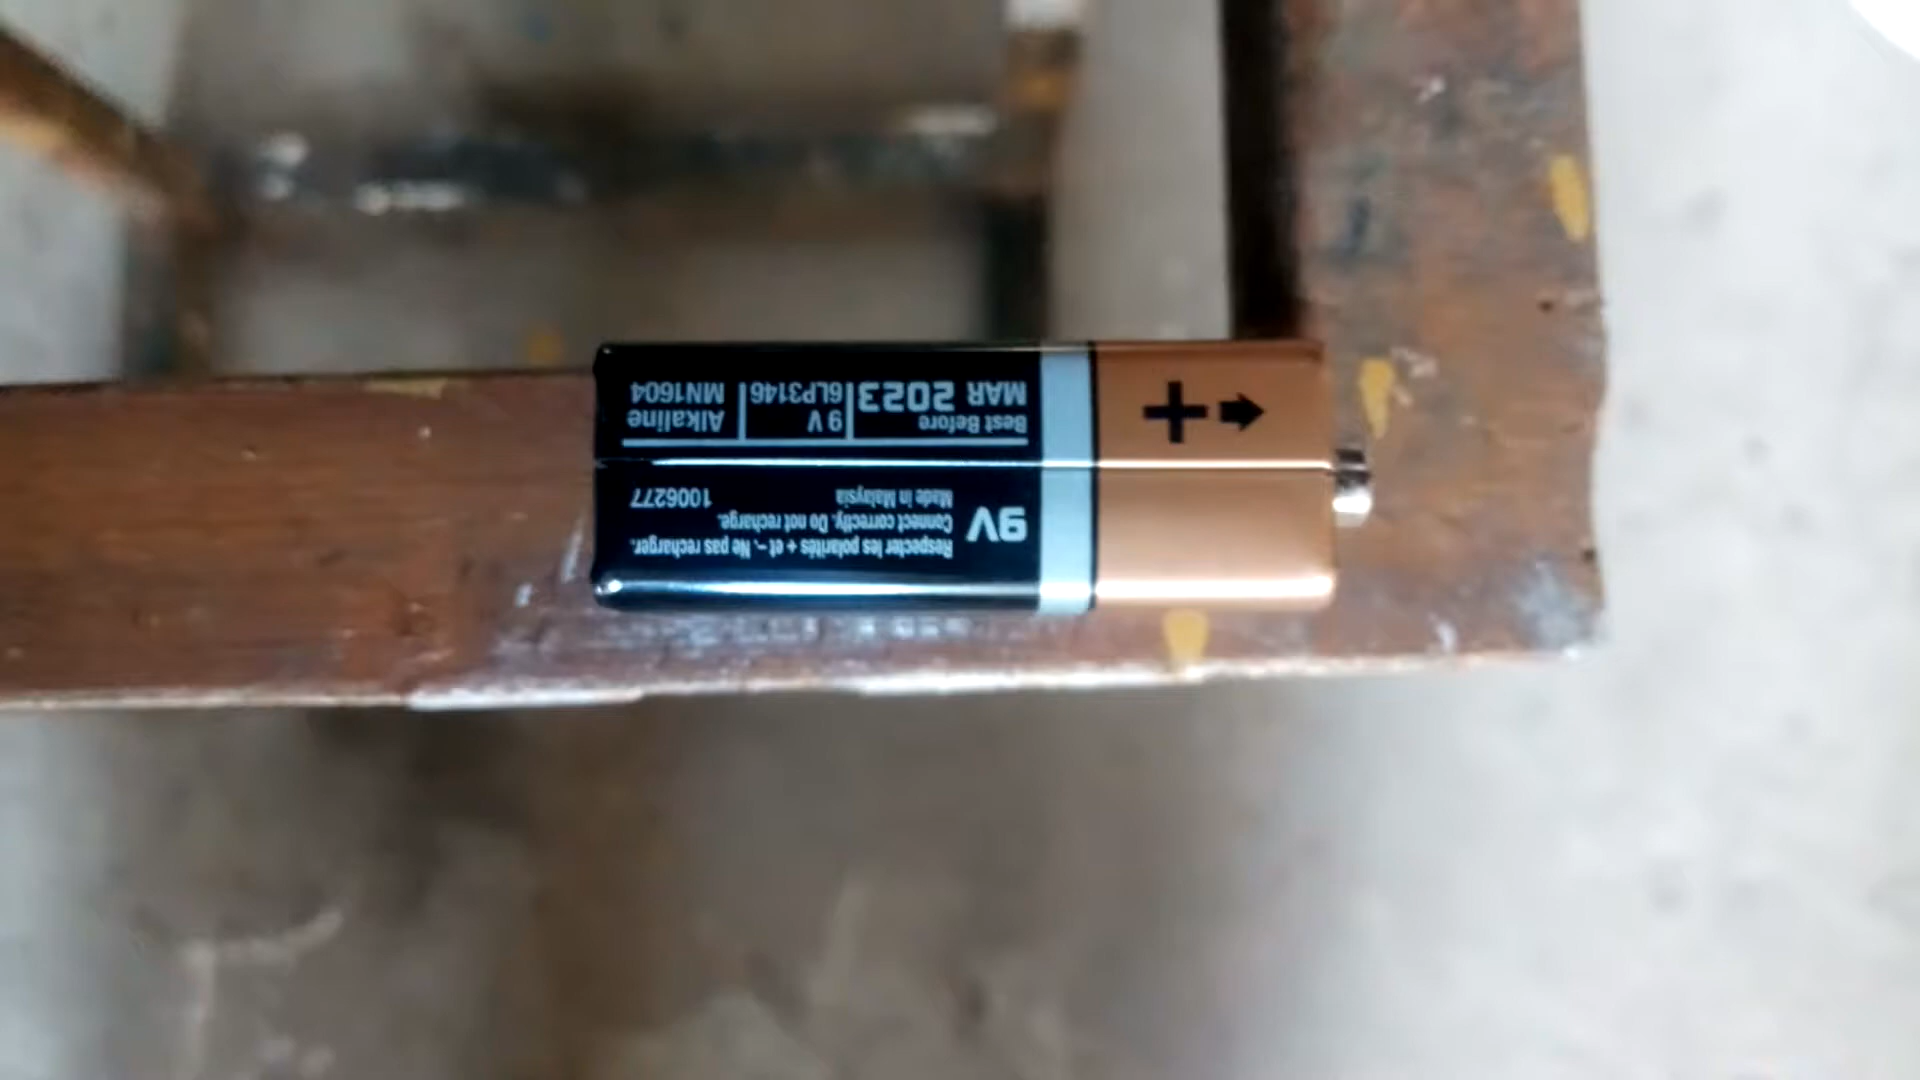 9V
Respecter les polarités + et -. Ne pas recharger.
Connect correctly. Do not recharge.
Made in Malaysia 1006277
Best Before
MAR 2023
9 V
6LP3146
Alkaline
MN1604
+